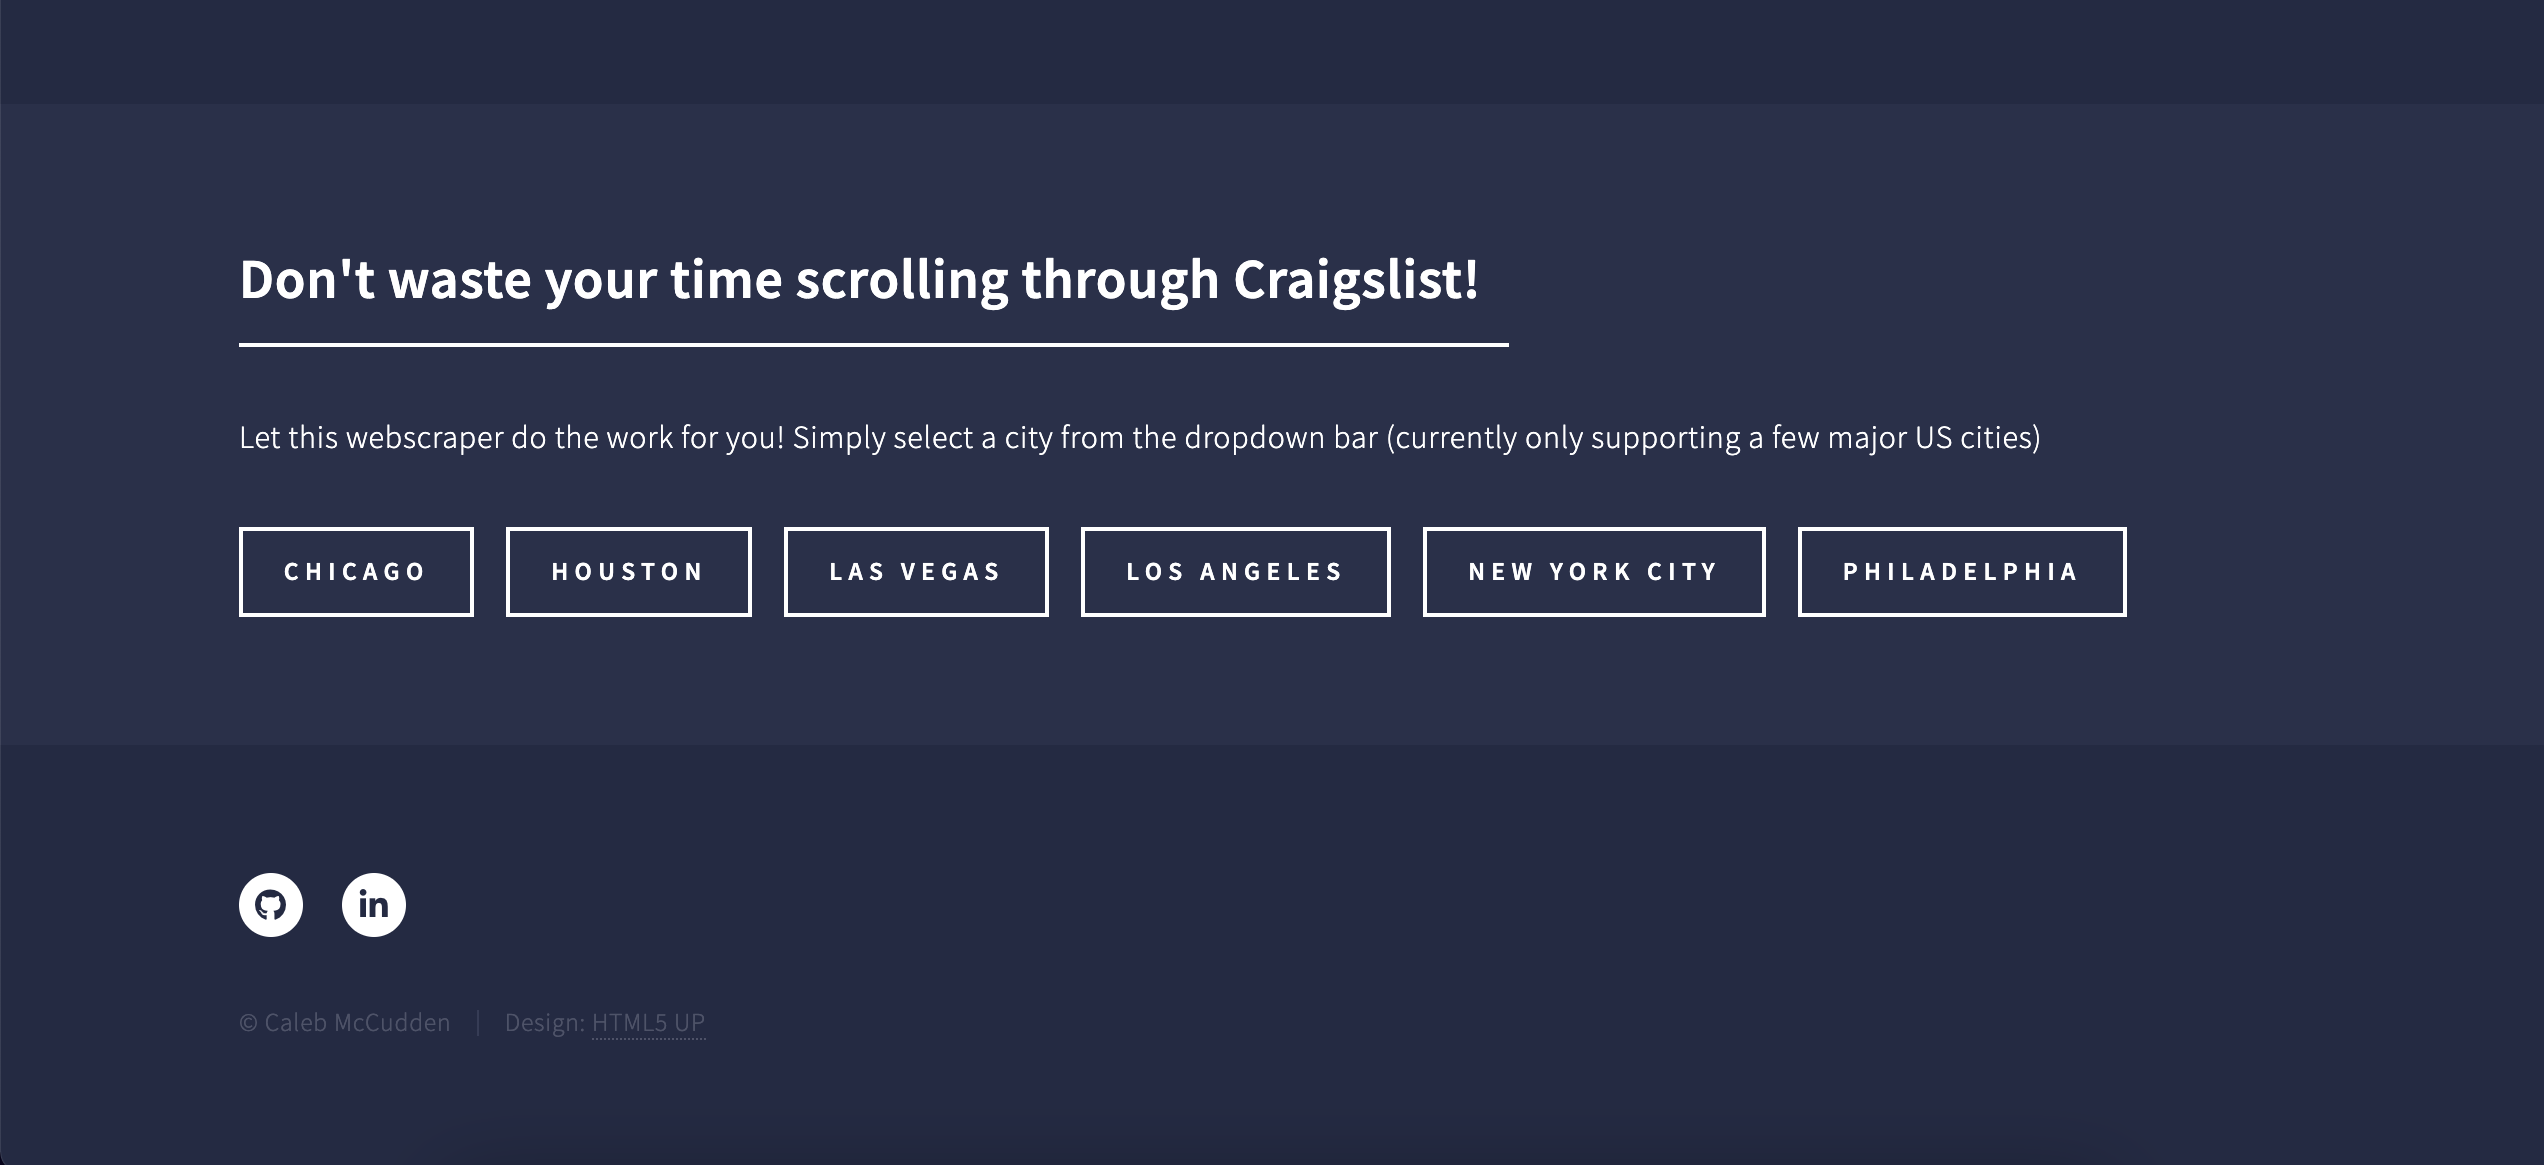 Don't waste your time scrolling through Craigslist!
Let this webscraper do the work for you! Simply select a city from the dropdown bar (currently only supporting a few major US cities)
CHICAGO HOUSTON LAS VEGAS LOS ANGELES NEW YORK CITY PHILADELPHIA
in
© Caleb McCudden | Design: HTML5 UP